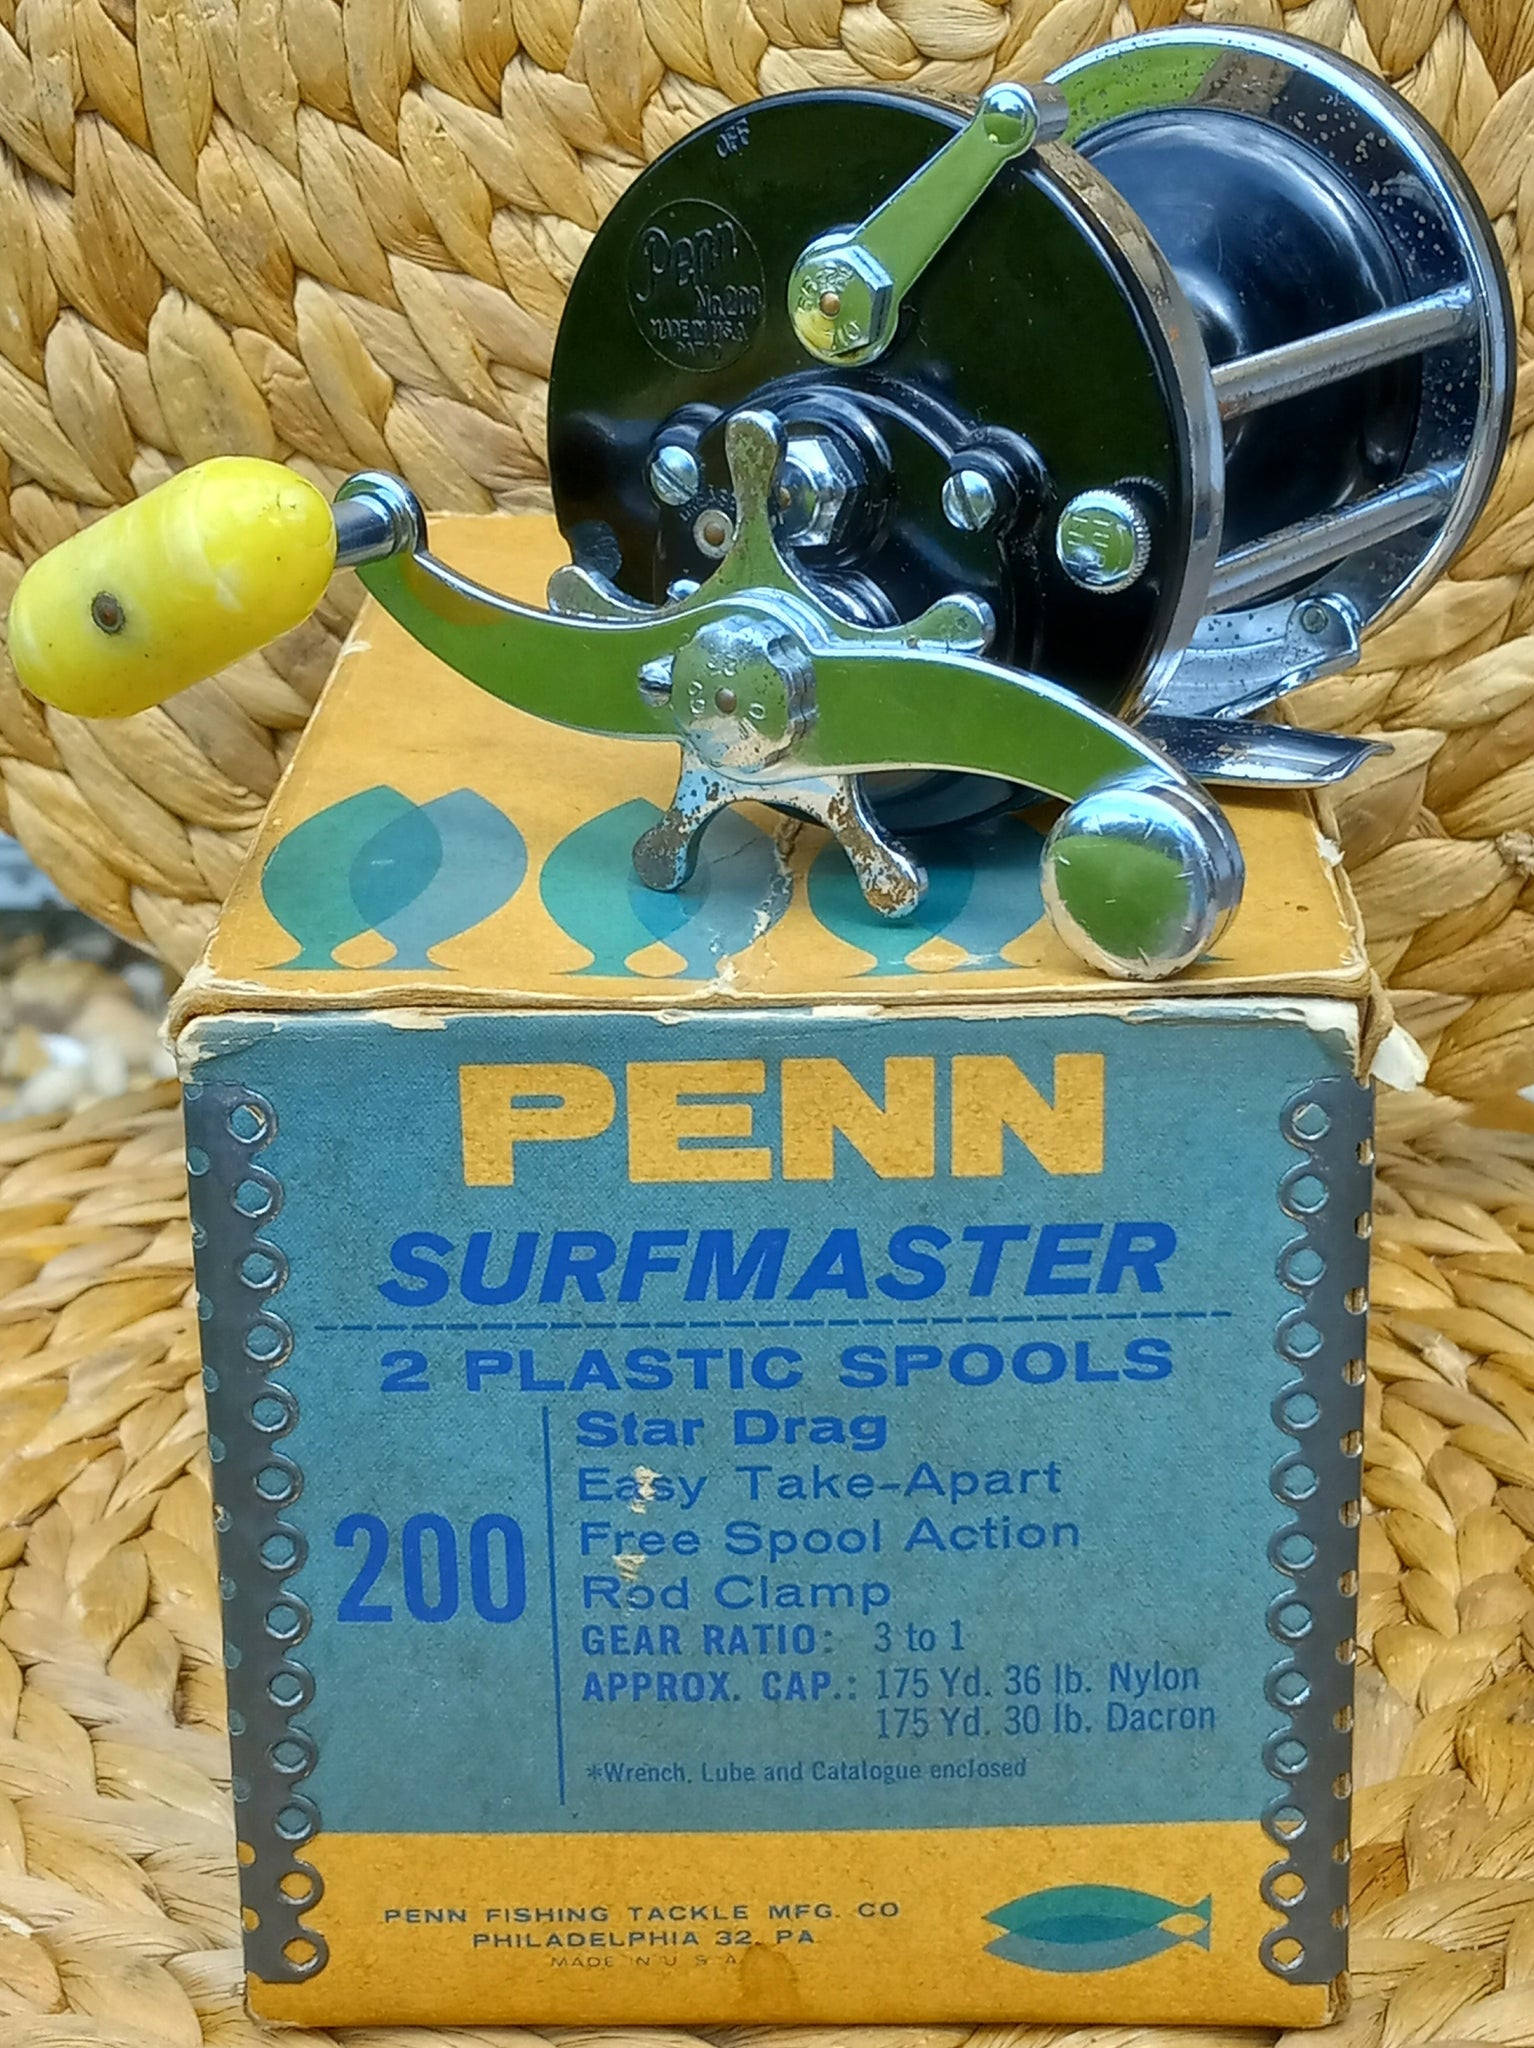 OFF
Penn
No 200
MADE IN U.S.A.
PENN
SURFMASTER
2 PLASTIC SPOOLS
Star Drag
Easy Take-Apart
Free Spool Action
Rod Clamp
200
GEAR RATIO: 3 to 1
APPROX. CAP.: 175 Yd. 36 lb. Nylon
175 Yd. 30 lb. Dacron
*Wrench, Lube and Catalogue enclosed
PENN FISHING TACKLE MFG. CO
PHILADELPHIA 32, PA
MADE IN U S A